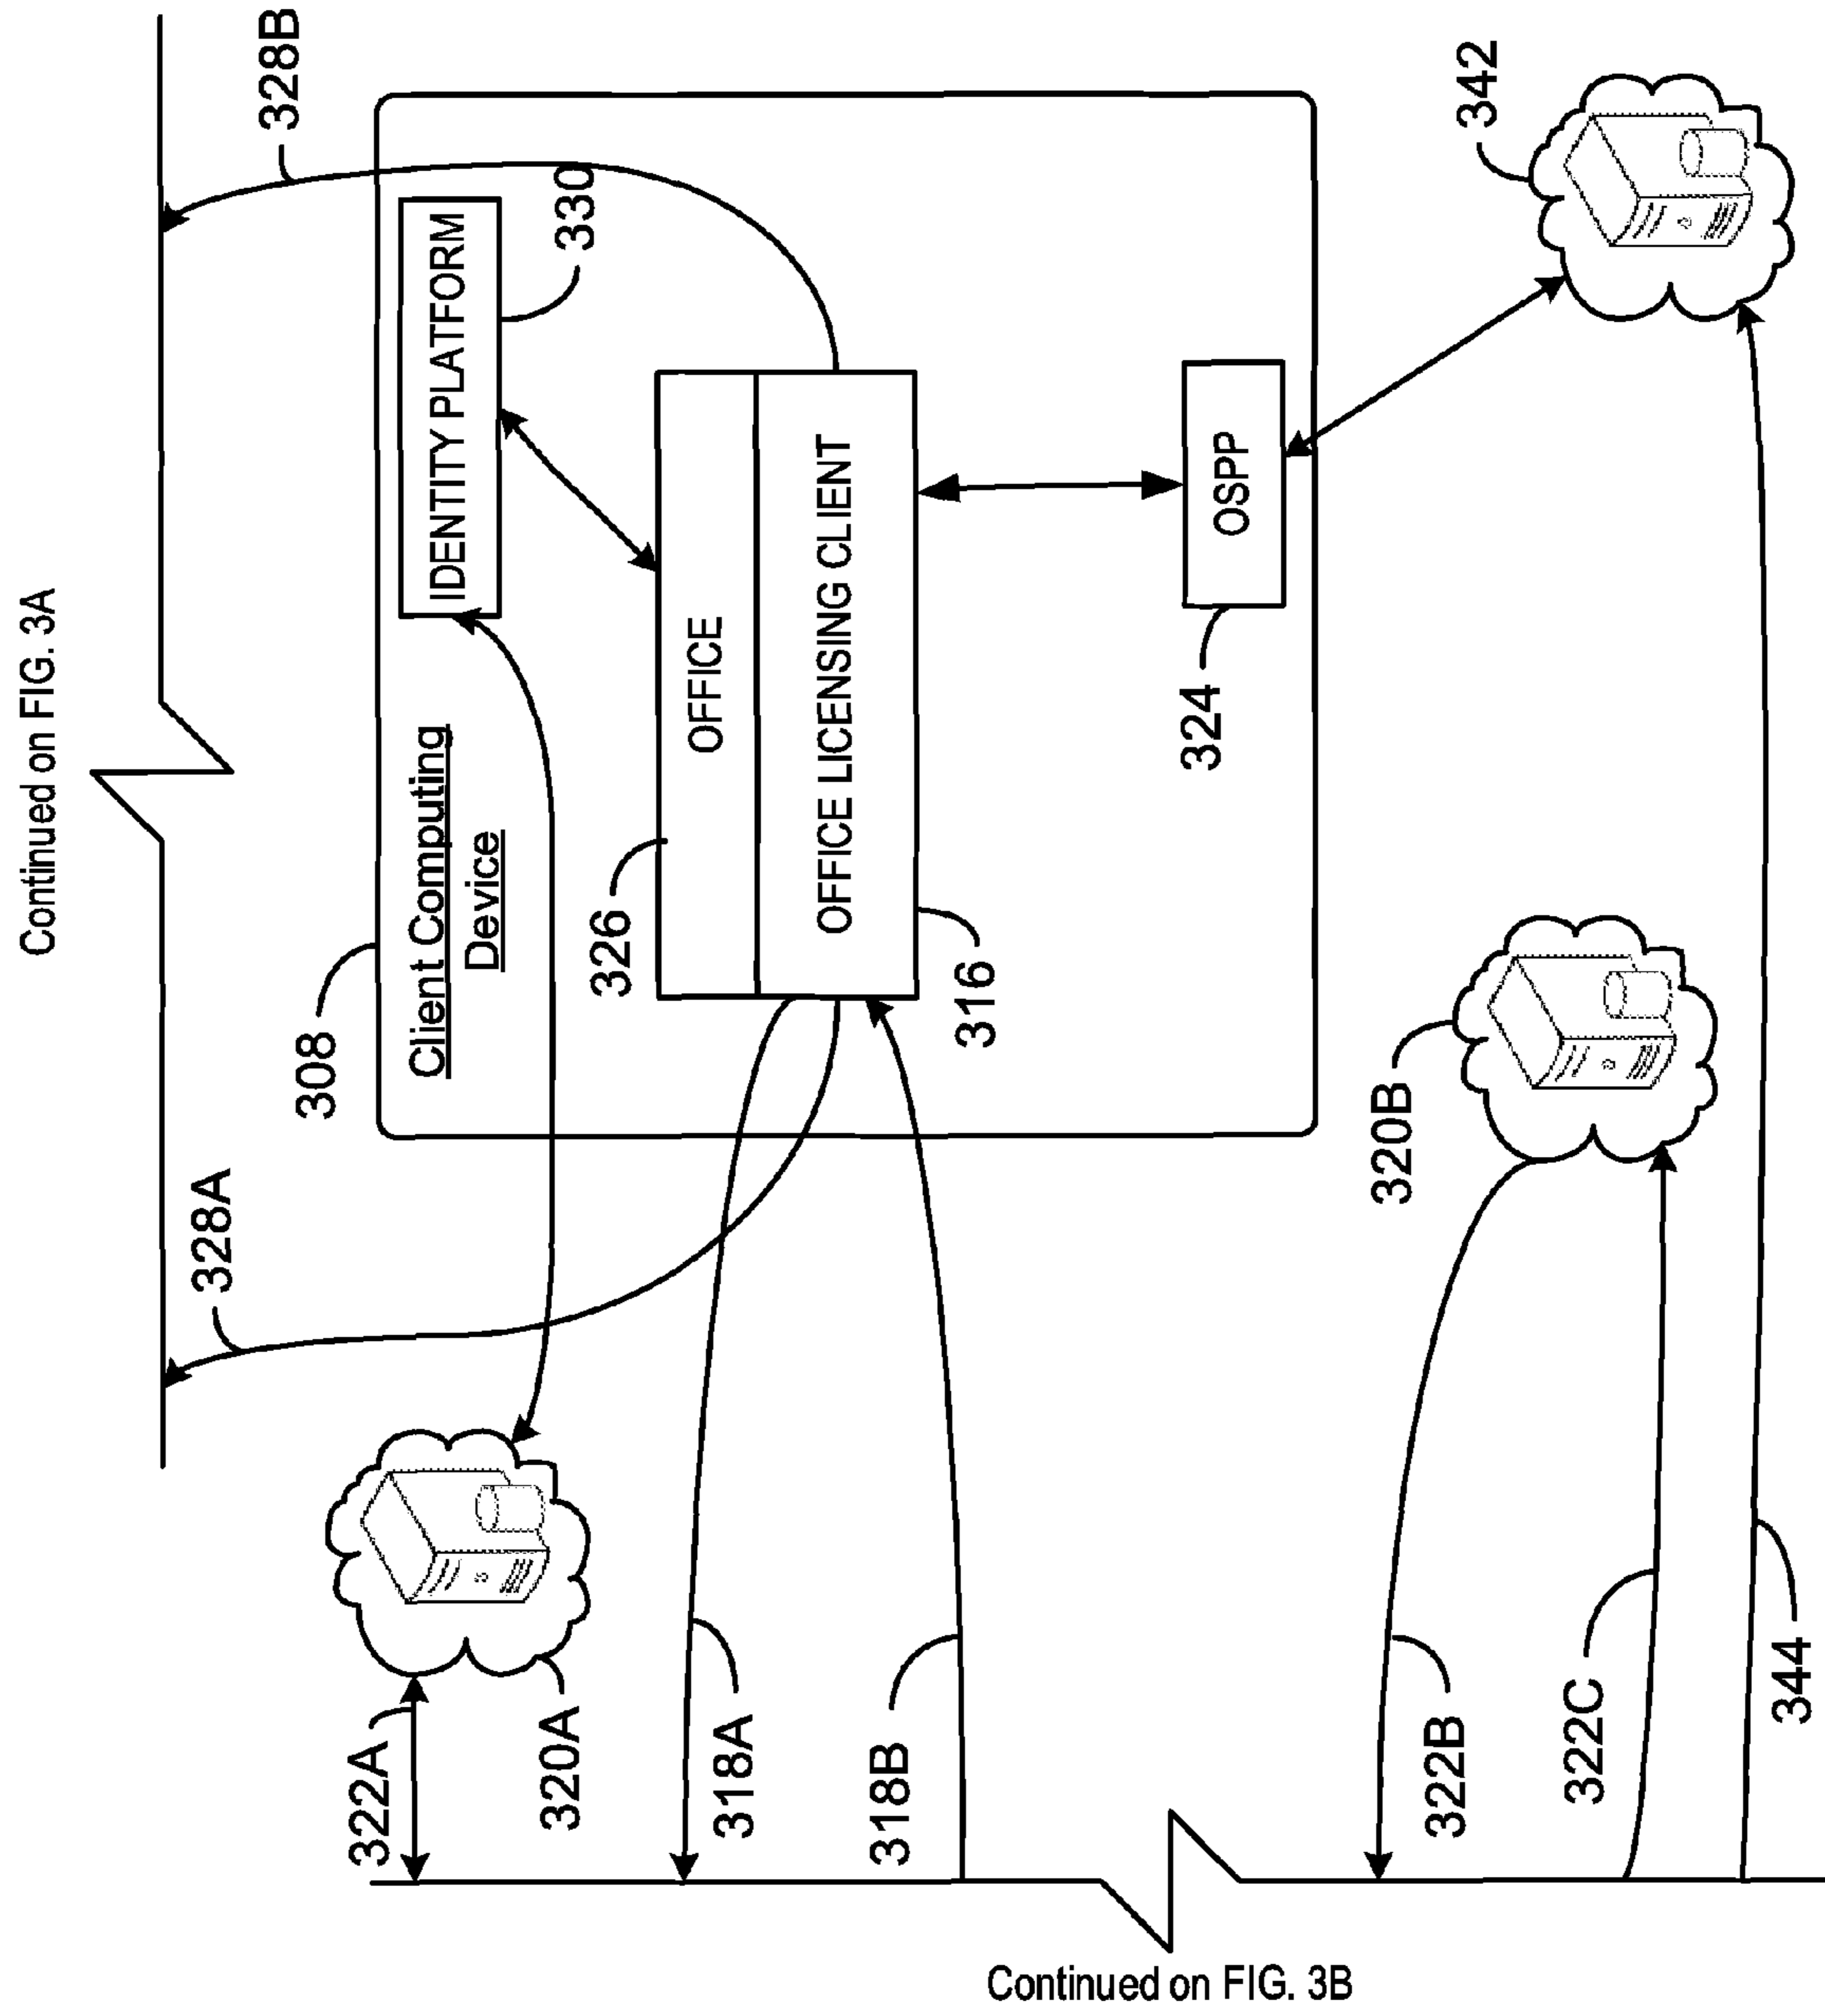 Continued on FIG. 3A
328B
328A
308
Client Computing
Device
IDENTITY PLATFORM
330
326
OFFICE
OFFICE LICENSING CLIENT
316
OSPP
324
342
322A
320A
318A
318B
320B
322B
322C
344
Continued on FIG. 3B